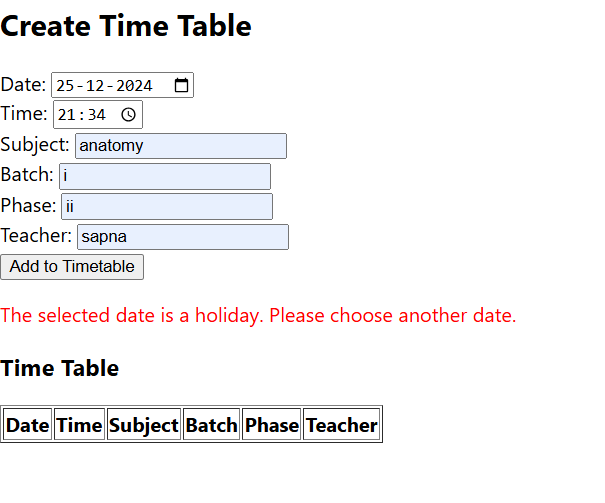 Create Time Table
Date: 25-12-2024
Time: 21:34
Subject: anatomy
Batch: i
Phase: ii
Teacher: sapna
Add to Timetable
The selected date is a holiday. Please choose another date.
Time Table
Date Time Subject Batch Phase Teacher